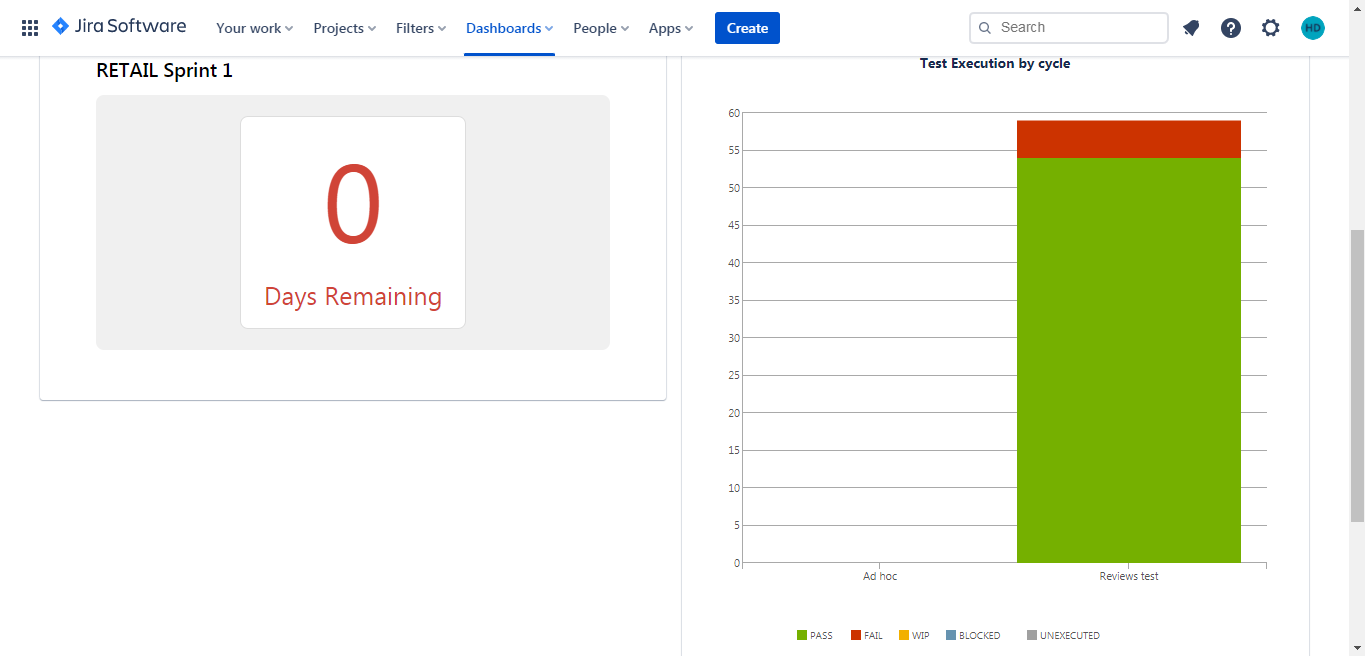 Jira Software Your work Projects Filters Dashboards People Apps Create Search HD
RETAIL Sprint 1
0
Days Remaining
Test Execution by cycle
60
55
50
45
40
35
30
25
20
15
10
5
0
Ad hoc Reviews test
PASS FAIL WIP BLOCKED UNEXECUTED